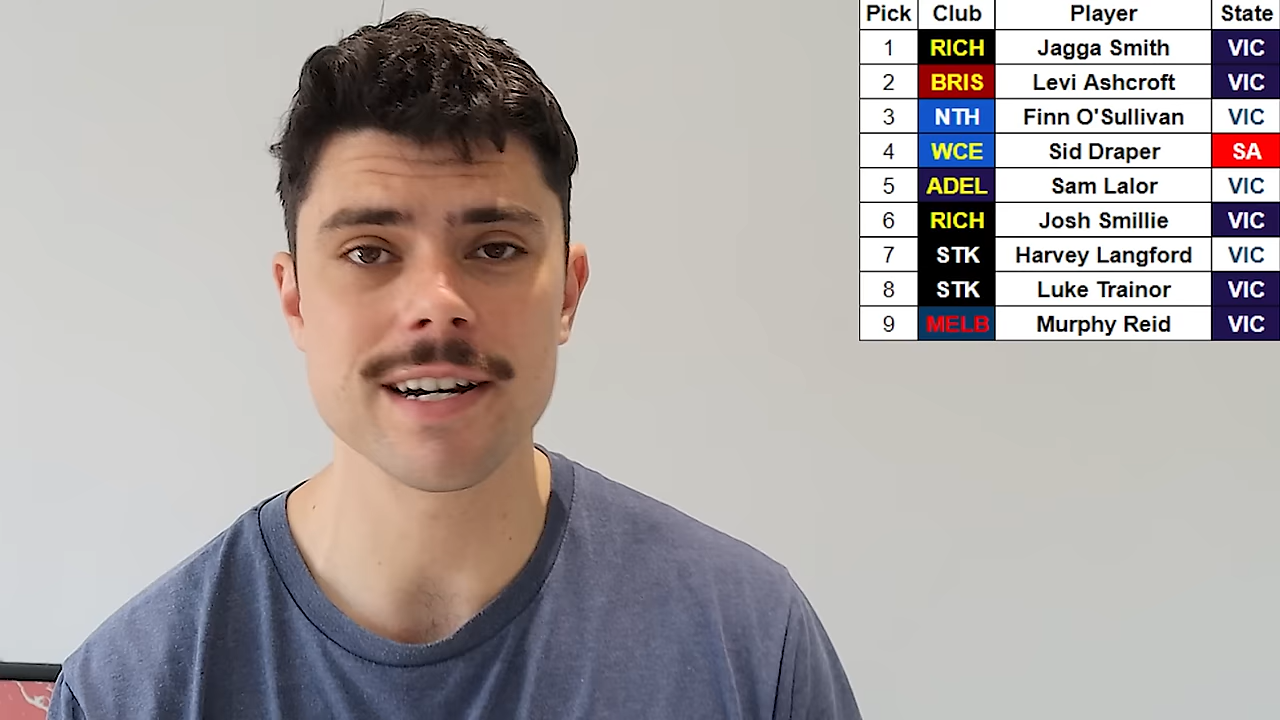 Pick Club Player State
1 RICH Jagga Smith VIC
2 BRIS Levi Ashcroft VIC
3 NTH Finn O'Sullivan VIC
4 WCE Sid Draper SA
5 ADEL Sam Lalor VIC
6 RICH Josh Smillie VIC
7 STK Harvey Langford VIC
8 STK Luke Trainor VIC
9 MELB Murphy Reid VIC